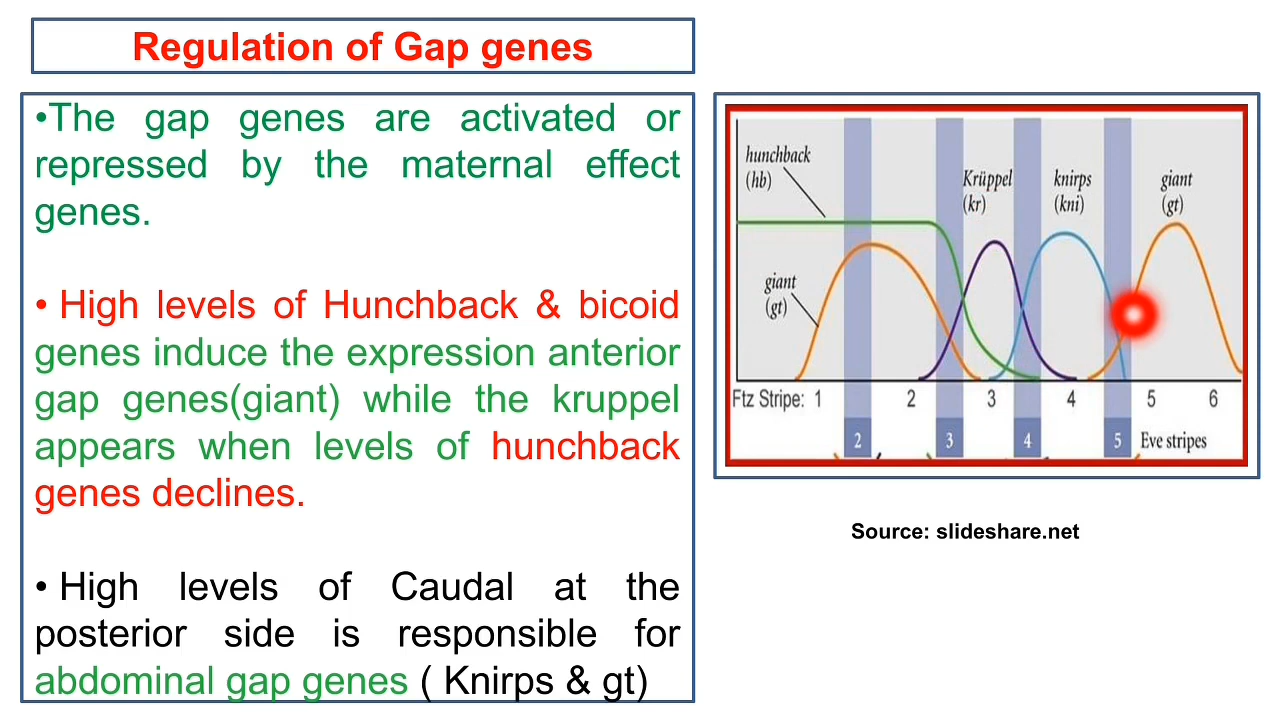 Regulation of Gap genes
•The gap genes are activated or
repressed by the maternal effect
genes.
• High levels of Hunchback & bicoid
genes induce the expression anterior
gap genes(giant) while the kruppel
appears when levels of hunchback
genes declines.
• High levels of Caudal at the
posterior side is responsible for
abdominal gap genes ( Knirps & gt)
hunchback
(hb)
Krüppel
(kr)
knirps
(kni)
giant
(gt)
giant
(gt)
Ftz Stripe: 1 2 3 4 5 6
2 3 4 5 Eve stripes
Source: slideshare.net